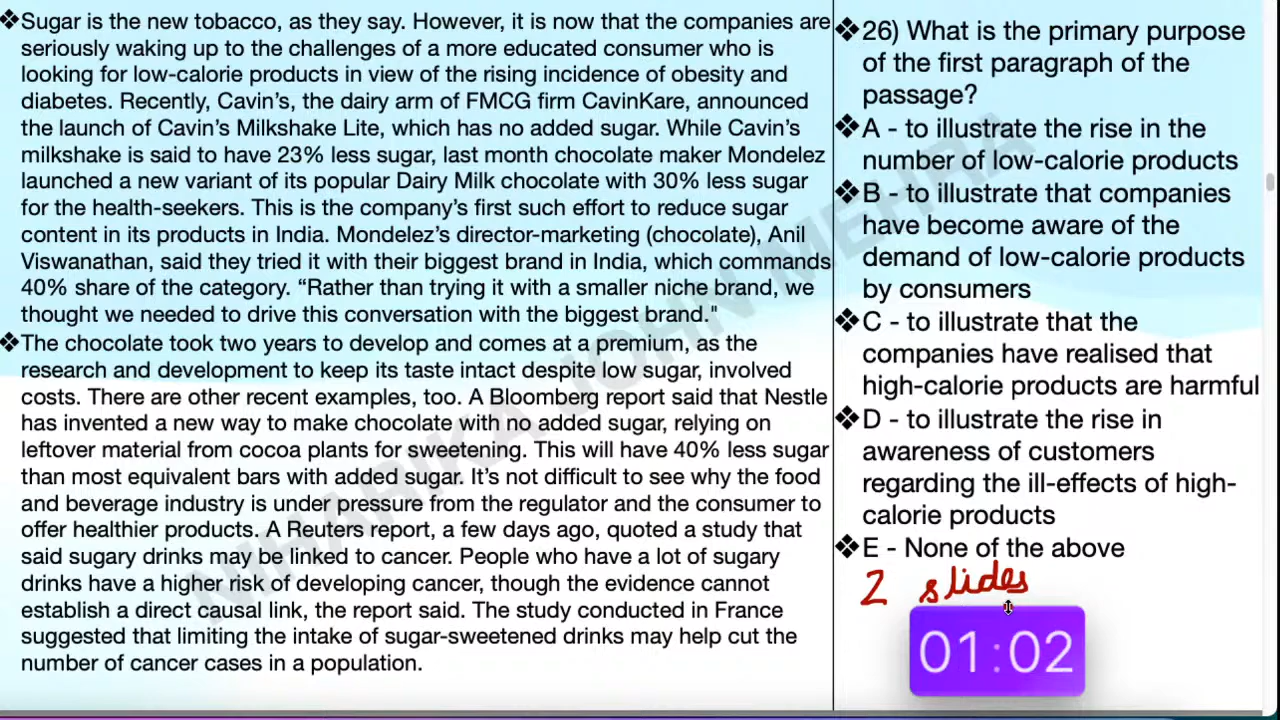 ❖Sugar is the new tobacco, as they say. However, it is now that the companies are
seriously waking up to the challenges of a more educated consumer who is
looking for low-calorie products in view of the rising incidence of obesity and
diabetes. Recently, Cavin’s, the dairy arm of FMCG firm CavinKare, announced
the launch of Cavin’s Milkshake Lite, which has no added sugar. While Cavin’s
milkshake is said to have 23% less sugar, last month chocolate maker Mondelez
launched a new variant of its popular Dairy Milk chocolate with 30% less sugar
for the health-seekers. This is the company’s first such effort to reduce sugar
content in its products in India. Mondelez’s director-marketing (chocolate), Anil
Viswanathan, said they tried it with their biggest brand in India, which commands
40% share of the category. “Rather than trying it with a smaller niche brand, we
thought we needed to drive this conversation with the biggest brand."
❖The chocolate took two years to develop and comes at a premium, as the
research and development to keep its taste intact despite low sugar, involved
costs. There are other recent examples, too. A Bloomberg report said that Nestle
has invented a new way to make chocolate with no added sugar, relying on
leftover material from cocoa plants for sweetening. This will have 40% less sugar
than most equivalent bars with added sugar. It’s not difficult to see why the food
and beverage industry is under pressure from the regulator and the consumer to
offer healthier products. A Reuters report, a few days ago, quoted a study that
said sugary drinks may be linked to cancer. People who have a lot of sugary
drinks have a higher risk of developing cancer, though the evidence cannot
establish a direct causal link, the report said. The study conducted in France
suggested that limiting the intake of sugar-sweetened drinks may help cut the
number of cancer cases in a population.
❖26) What is the primary purpose
of the first paragraph of the
passage?
❖A - to illustrate the rise in the
number of low-calorie products
❖B - to illustrate that companies
have become aware of the
demand of low-calorie products
by consumers
❖C - to illustrate that the
companies have realised that
high-calorie products are harmful
❖D - to illustrate the rise in
awareness of customers
regarding the ill-effects of high-
calorie products
❖E - None of the above
2 slides
01:02
NIHARIKA JOHN MEHRA